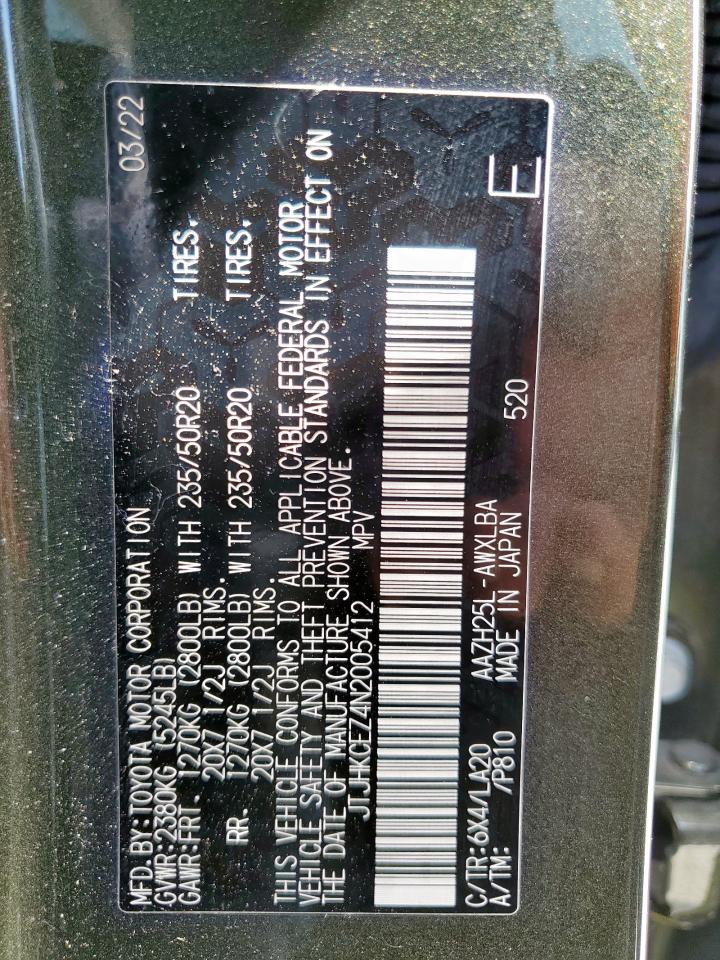 MFD. BY: TOYOTA MOTOR CORPORATION 03/22
GVWR: 2380KG (5245LB)
GAWR: FRT. 1270KG (2800LB) WITH 235/50R20 TIRES.
20X7 1/2J RIMS.
RR. 1270KG (2800LB) WITH 235/50R20 TIRES.
20X7 1/2J RIMS.
THIS VEHICLE CONFORMS TO ALL APPLICABLE FEDERAL MOTOR
VEHICLE SAFETY AND THEFT PREVENTION STANDARDS IN EFFECT ON
THE DATE OF MANUFACTURE SHOWN ABOVE.
JTJHKCEZ4N2005412 MPV
C/TR: 6X4/LA20 AAZH25L-AWXLBA
A/TM: /P810 MADE IN JAPAN 520 E